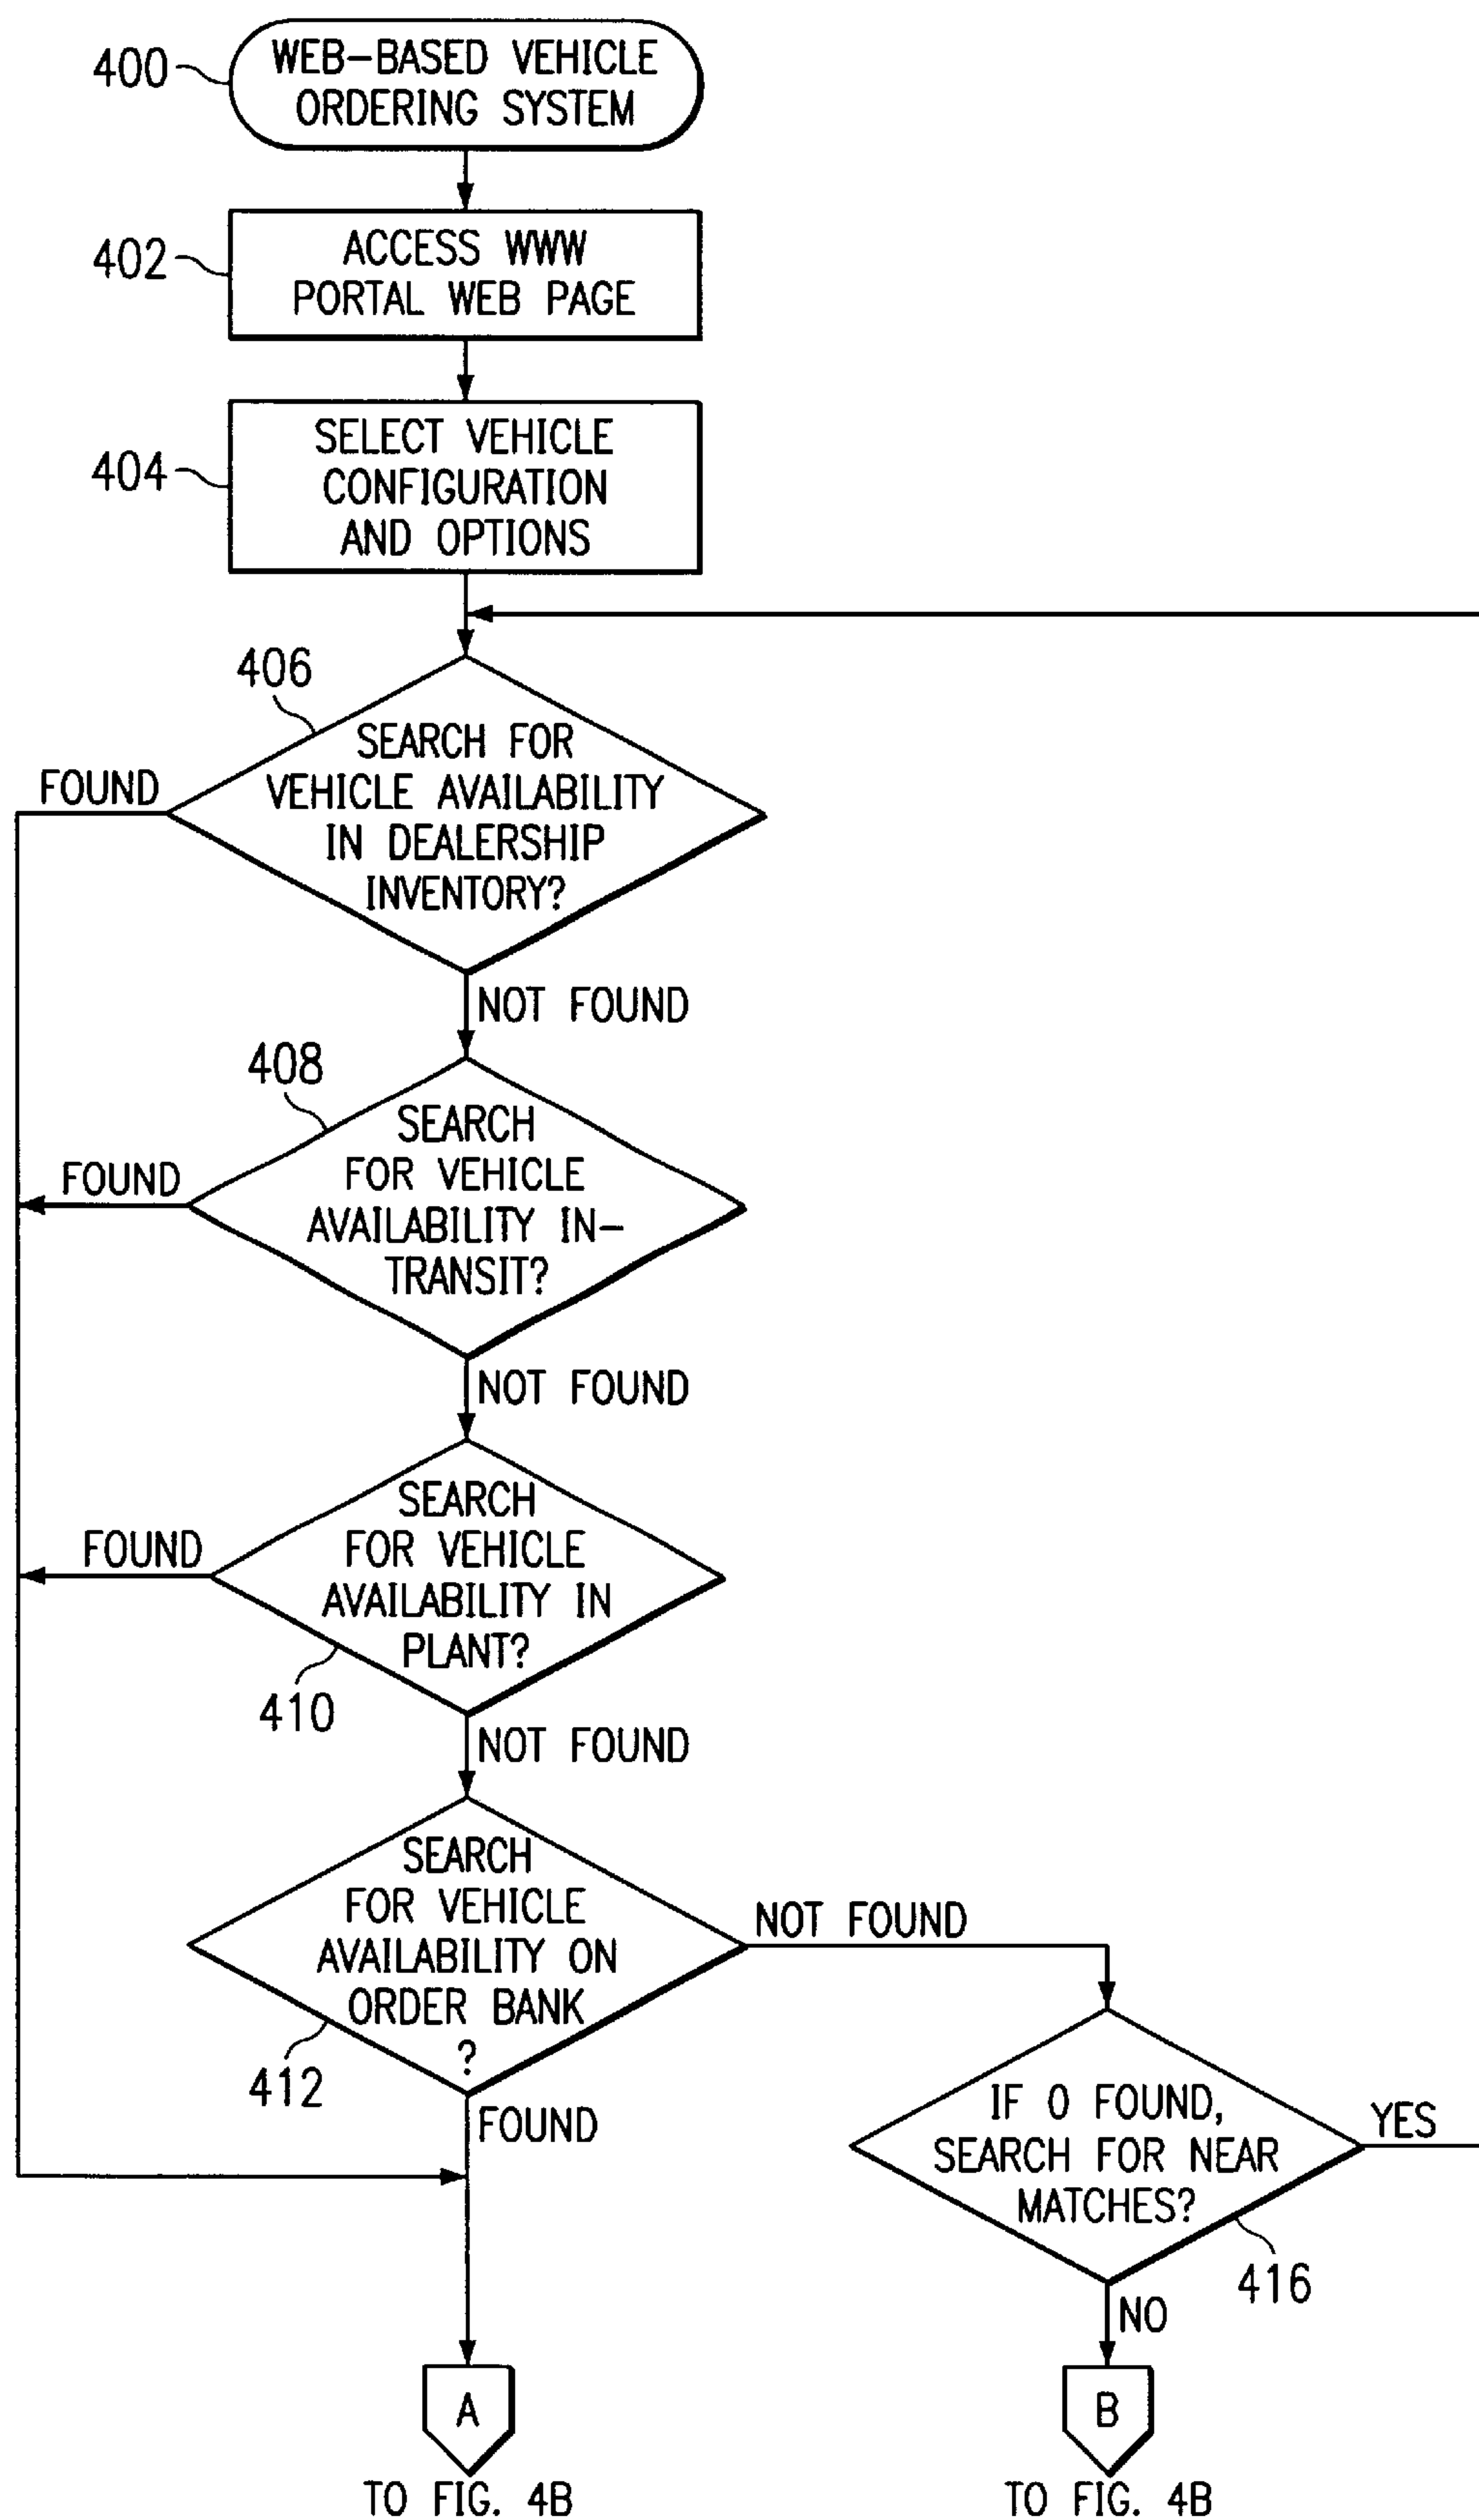 400
WEB-BASED VEHICLE
ORDERING SYSTEM
402
ACCESS WWW
PORTAL WEB PAGE
404
SELECT VEHICLE
CONFIGURATION
AND OPTIONS
406
SEARCH FOR
VEHICLE AVAILABILITY
IN DEALERSHIP
INVENTORY?
FOUND
NOT FOUND
408
SEARCH
FOR VEHICLE
AVAILABILITY IN-
TRANSIT?
FOUND
NOT FOUND
SEARCH
FOR VEHICLE
AVAILABILITY IN
PLANT?
FOUND
410
NOT FOUND
SEARCH
FOR VEHICLE
AVAILABILITY ON
ORDER BANK
?
NOT FOUND
412
FOUND
IF 0 FOUND,
SEARCH FOR NEAR
MATCHES?
YES
416
NO
A
TO FIG. 4B
B
TO FIG. 4B